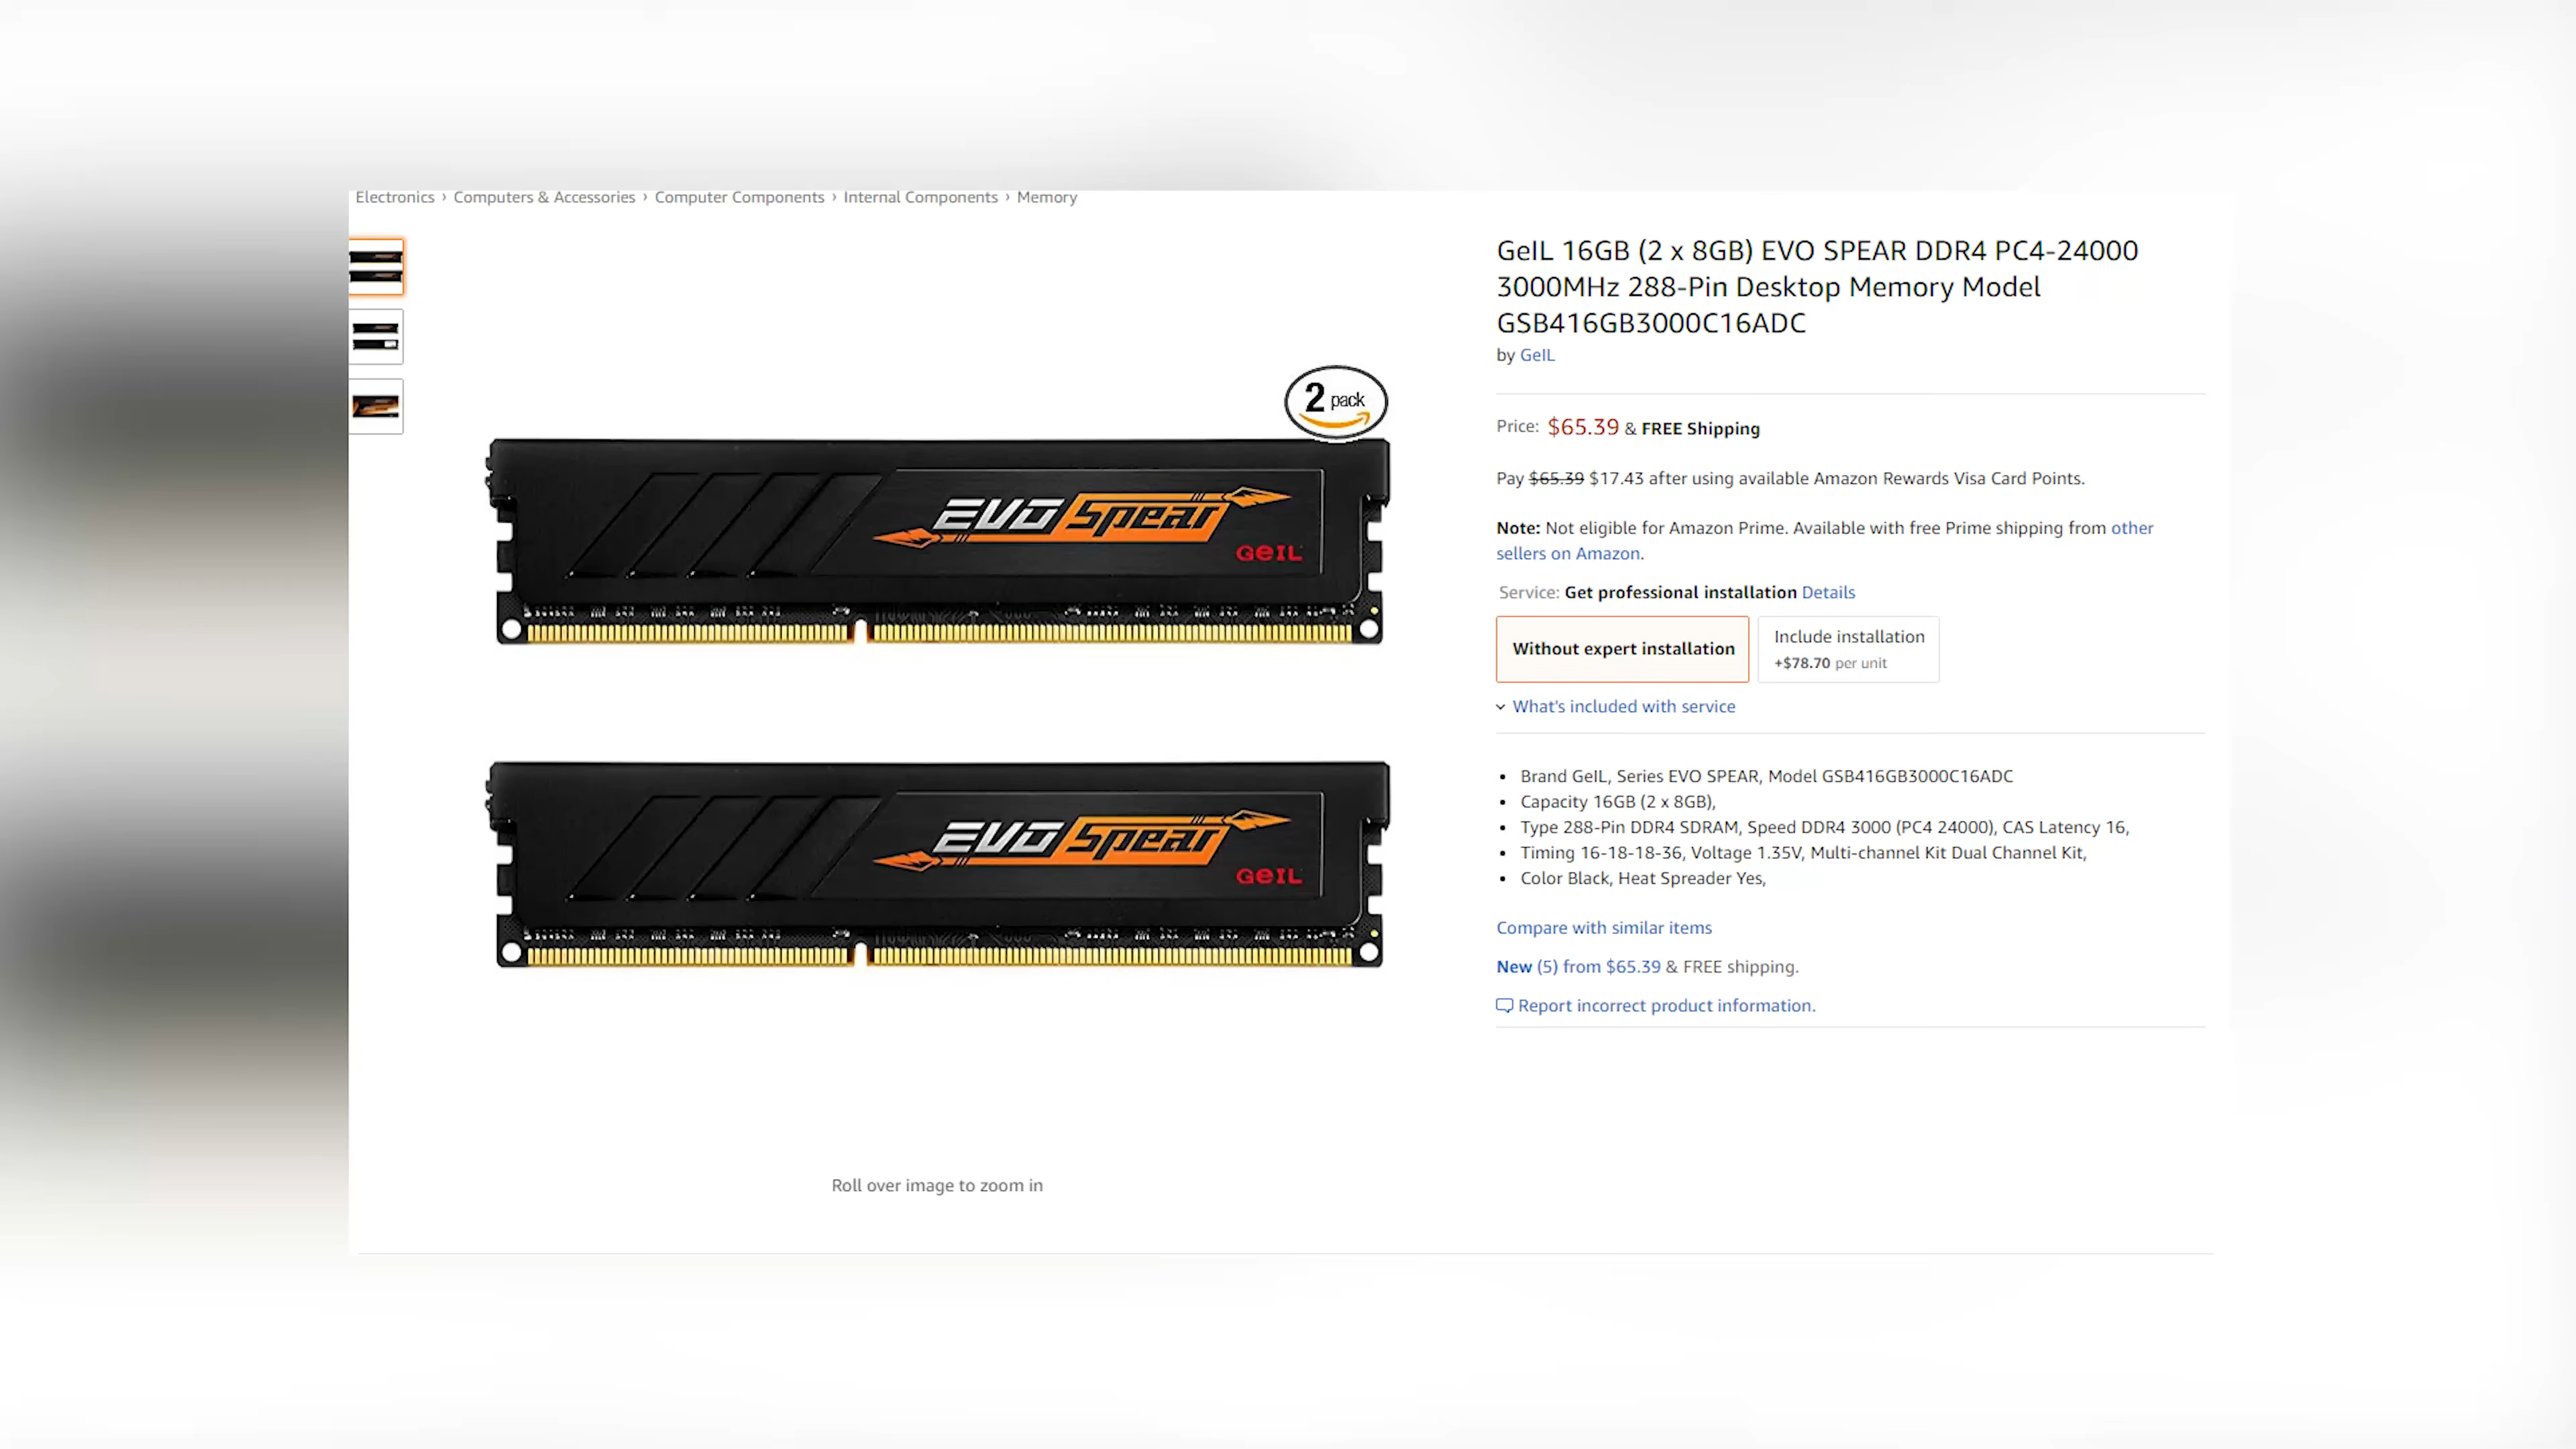 Electronics › Computers & Accessories › Computer Components › Internal Components › Memory
GeIL 16GB (2 x 8GB) EVO SPEAR DDR4 PC4-24000
3000MHz 288-Pin Desktop Memory Model
GSB416GB3000C16ADC
by GeIL
2 pack
Price: $65.39 & FREE Shipping
Pay $65.39 $17.43 after using available Amazon Rewards Visa Card Points.
EVO Spear
GeIL
Note: Not eligible for Amazon Prime. Available with free Prime shipping from other
sellers on Amazon.
Service: Get professional installation Details
Without expert installation
Include installation
+$78.70 per unit
What's included with service
EVO Spear
GeIL
• Brand GeIL, Series EVO SPEAR, Model GSB416GB3000C16ADC
• Capacity 16GB (2 x 8GB),
• Type 288-Pin DDR4 SDRAM, Speed DDR4 3000 (PC4 24000), CAS Latency 16,
• Timing 16-18-18-36, Voltage 1.35V, Multi-channel Kit Dual Channel Kit,
• Color Black, Heat Spreader Yes,
Compare with similar items
New (5) from $65.39 & FREE shipping.
Report incorrect product information.
Roll over image to zoom in